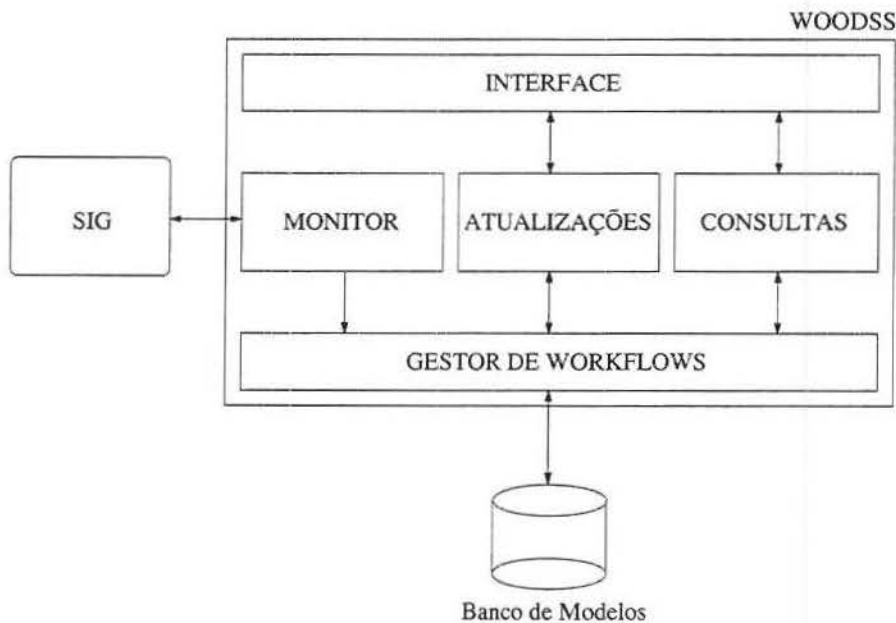 WOODSS
INTERFACE
SIG
MONITOR
ATUALIZAÇÕES
CONSULTAS
GESTOR DE WORKFLOWS
Banco de Modelos